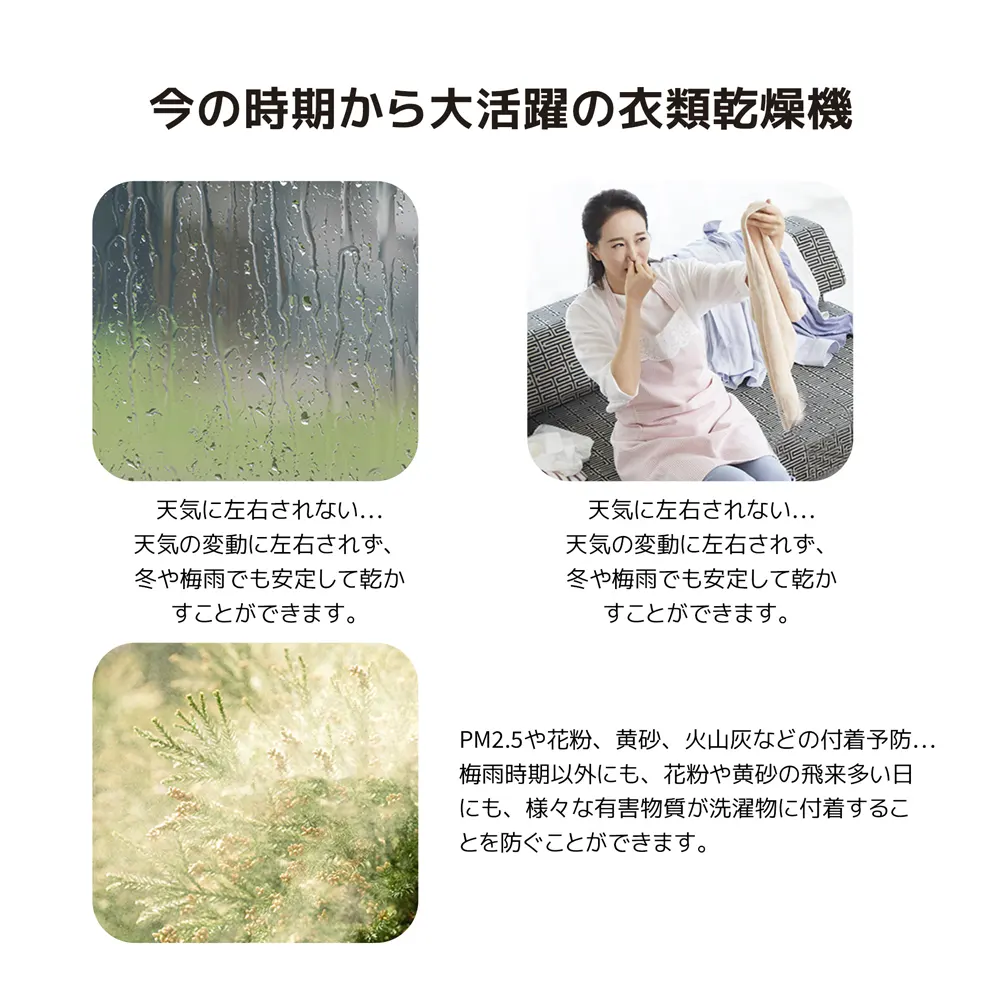 今の時期から大活躍の衣類乾燥機
天気に左右されない…
天気の変動に左右されず、
冬や梅雨でも安定して乾か
すことができます。
天気に左右されない…
天気の変動に左右されず、
冬や梅雨でも安定して乾か
すことができます。
PM2.5や花粉、黄砂、火山灰などの付着予防…
梅雨時期以外にも、花粉や黄砂の飛来多い日
にも、様々な有害物質が洗濯物に付着するこ
とを防ぐことができます。